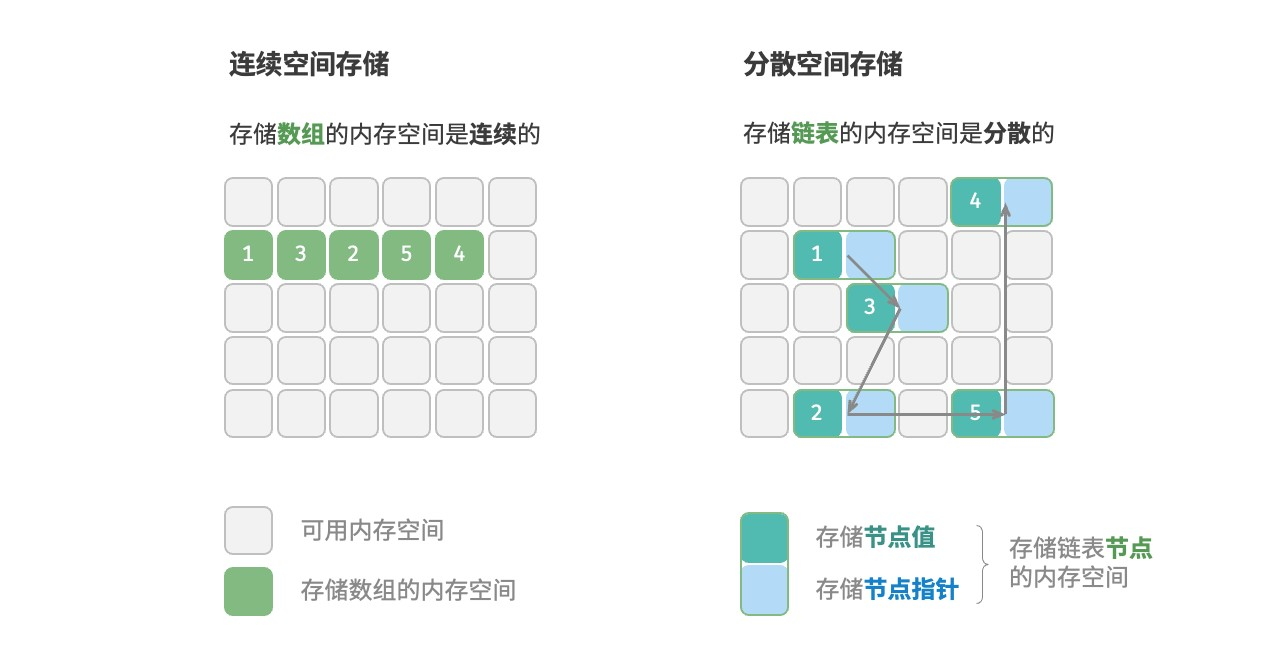 连续空间存储
存储数组的内存空间是连续的
1 3 2 5 4
可用内存空间
存储数组的内存空间
分散空间存储
存储链表的内存空间是分散的
4
1
3
2 5
存储节点值
存储节点指针
存储链表节点
的内存空间